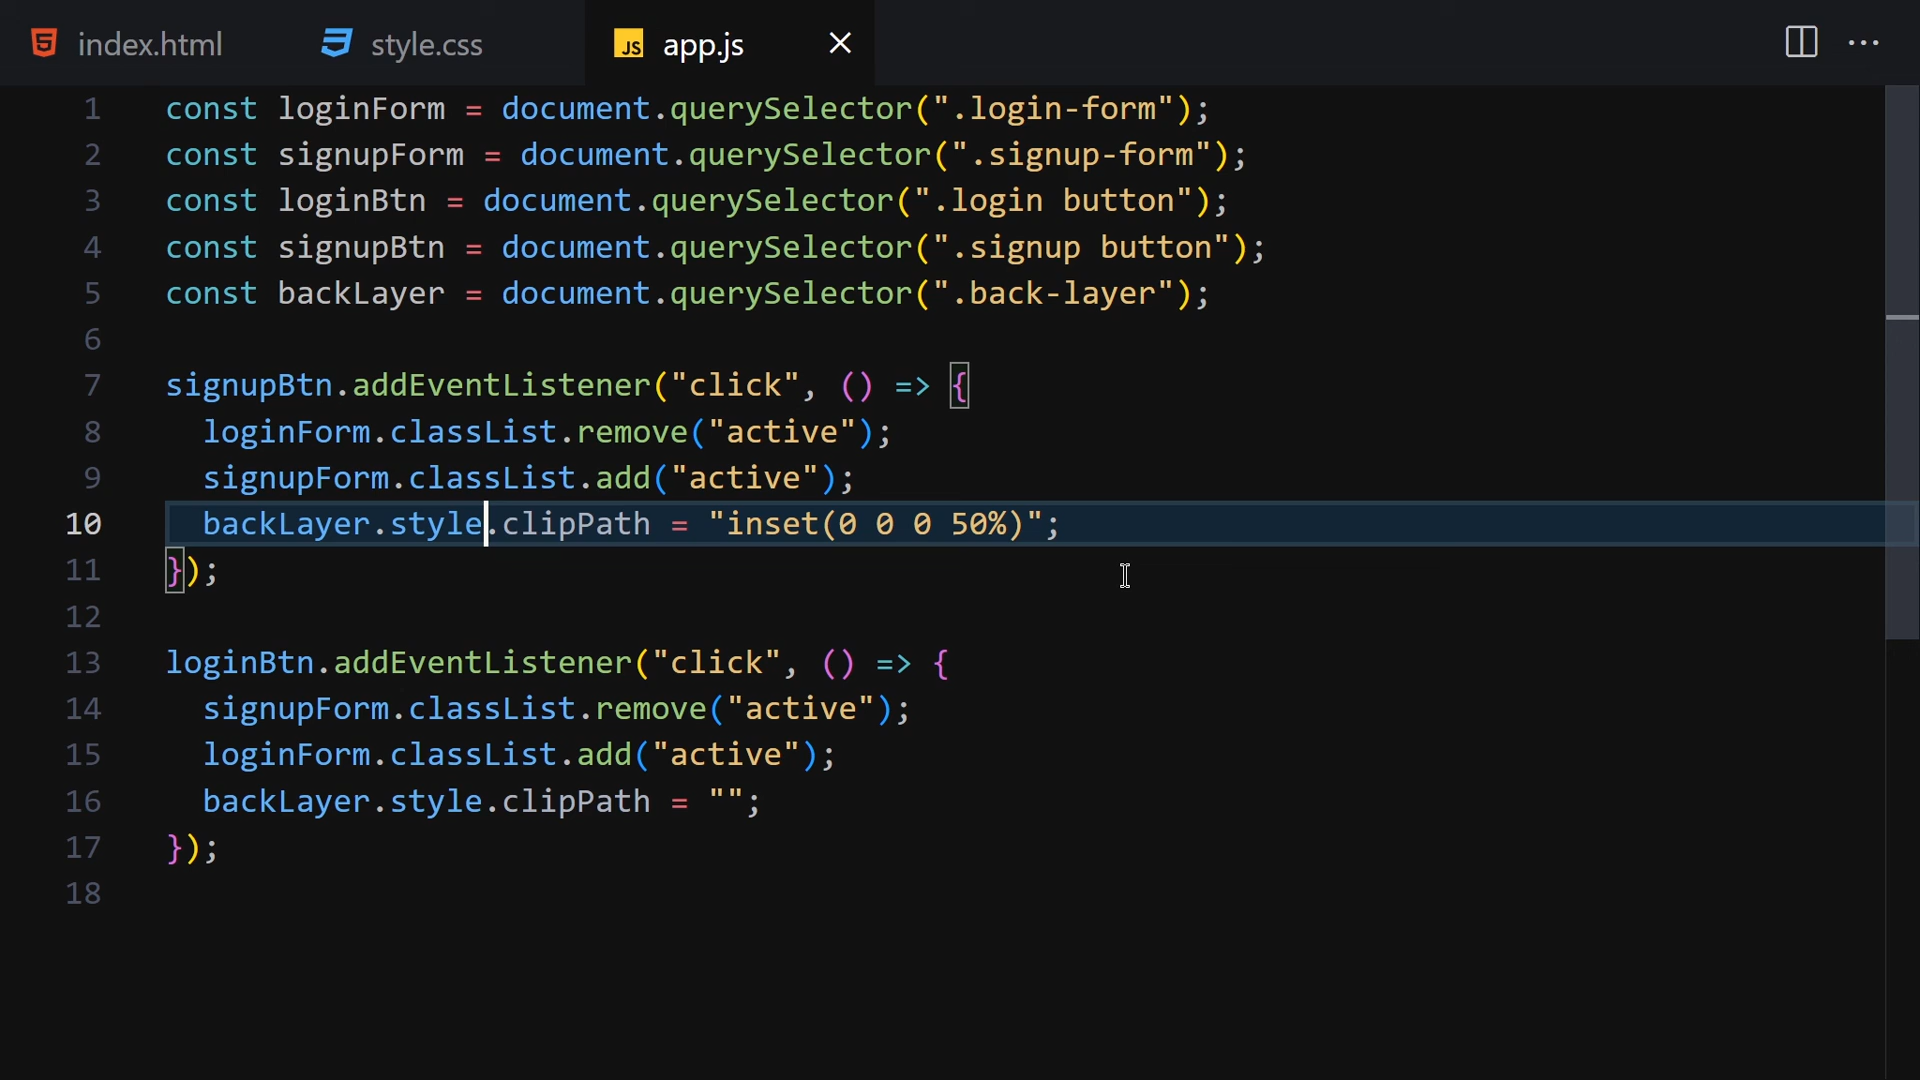 index.html
style.css
JS app.js
1 const loginForm = document.querySelector(".login-form");
2 const signupForm = document.querySelector(".signup-form");
3 const loginBtn = document.querySelector(".login button");
4 const signupBtn = document.querySelector(".signup button");
5 const backLayer = document.querySelector(".back-layer");
6
7 signupBtn.addEventListener("click", () => {
8   loginForm.classList.remove("active");
9   signupForm.classList.add("active");
10   backLayer.style.clipPath = "inset(0 0 0 50%)";
11 });
12
13 loginBtn.addEventListener("click", () => {
14   signupForm.classList.remove("active");
15   loginForm.classList.add("active");
16   backLayer.style.clipPath = "";
17 });
18